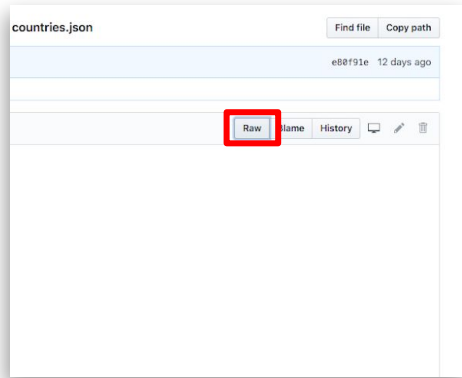 countries.json Find file Copy path
e80f91e 12 days ago
Raw Blame History